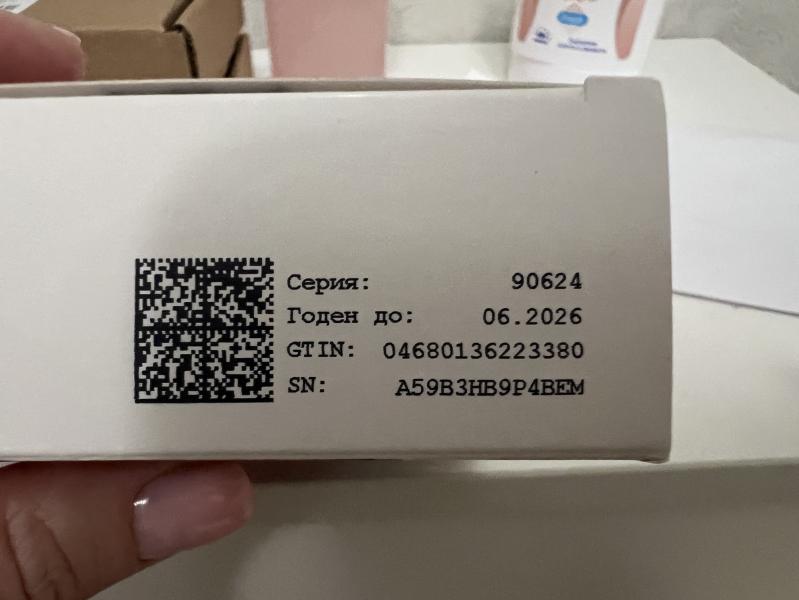 Серия: 90624
Годен до: 06.2026
GTIN: 04680136223380
SN: A59B3HB9P4BEM